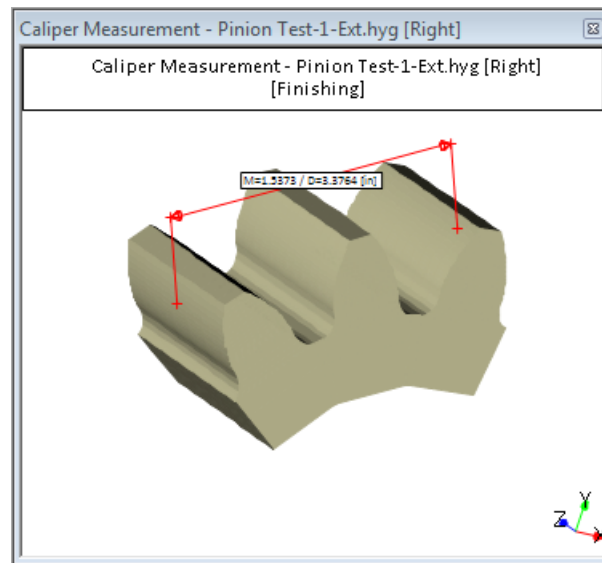 Caliper Measurement - Pinion Test-1-Ext.hyg [Right]
Caliper Measurement - Pinion Test-1-Ext.hyg [Right]
[Finishing]
M=1.5373 / D=3.3764 [in]
Y
Z
X